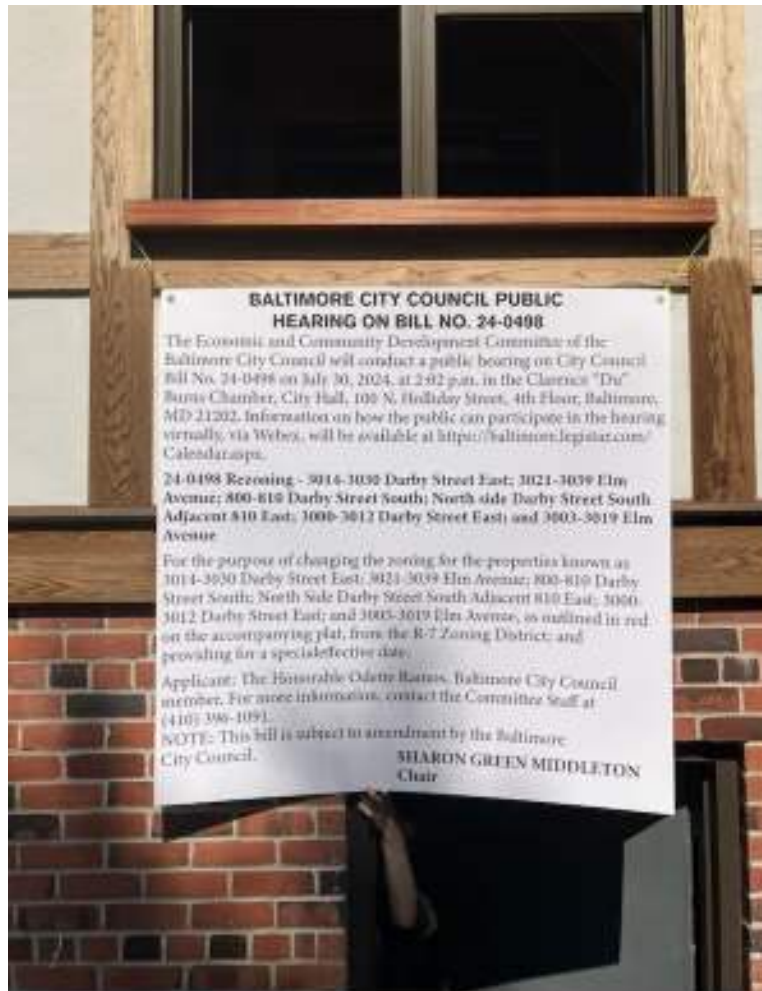 BALTIMORE CITY COUNCIL PUBLIC
HEARING ON BILL NO. 24-0498
The Economic and Community Development Committee of the
Baltimore City Council will conduct a public hearing on City Council
Bill No. 24-0498 on July 30, 2024, at 2:02 p.m. in the Clarence "Du"
Burns Chamber, City Hall, 100 N. Holliday Street, 4th Floor, Baltimore,
MD 21202. Information on how the public can participate in the hearing
virtually, via Webex, will be available at https://baltimore.legistar.com/
Calendar.aspx.
24-0498 Rezoning - 3014-3030 Darby Street East; 3021-3039 Elm
Avenue; 800-810 Darby Street South; North side Darby Street South
Adjacent 810 East; 3000-3012 Darby Street East; and 3003-3019 Elm
Avenue
For the purpose of changing the zoning for the properties known as
3014-3030 Darby Street East; 3021-3039 Elm Avenue; 800-810 Darby
Street South; North Side Darby Street South Adjacent 810 East; 3000-
3012 Darby Street East; and 3003-3019 Elm Avenue, as outlined in red
on the accompanying plat, from the R-7 Zoning District; and
providing for a specialeffective date.
Applicant: The Honorable Odette Ramos, Baltimore City Council
member. For more information, contact the Committee Staff at
(410) 396-1091.
NOTE: This bill is subject to amendment by the Baltimore
City Council.
SHARON GREEN MIDDLETON
Chair